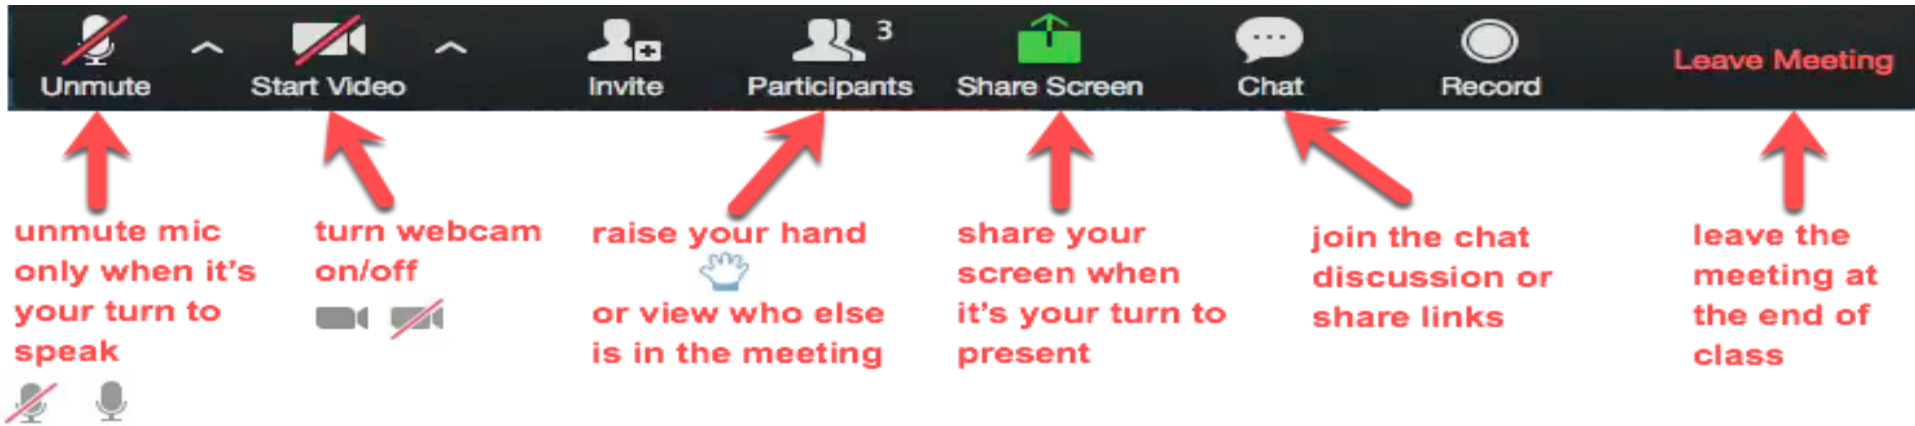 Unmute
Start Video
Invite
Participants
3
Share Screen
Chat
Record
Leave Meeting
unmute mic
only when it's
your turn to
speak
turn webcam
on/off
raise your hand
or view who else
is in the meeting
share your
screen when
it's your turn to
present
join the chat
discussion or
share links
leave the
meeting at
the end of
class